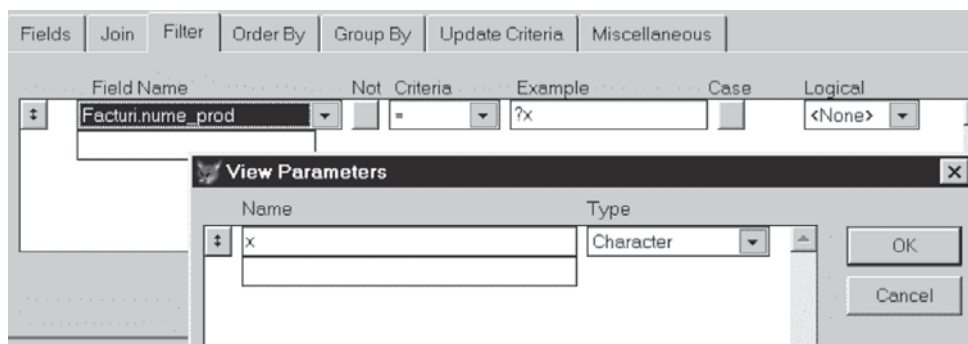 Fields Join Filter Order By Group By Update Criteria Miscellaneous
Field Name Not Criteria Example Case Logical
Facturi.nume_prod = ?x <None>
View Parameters
Name Type
x Character OK
Cancel